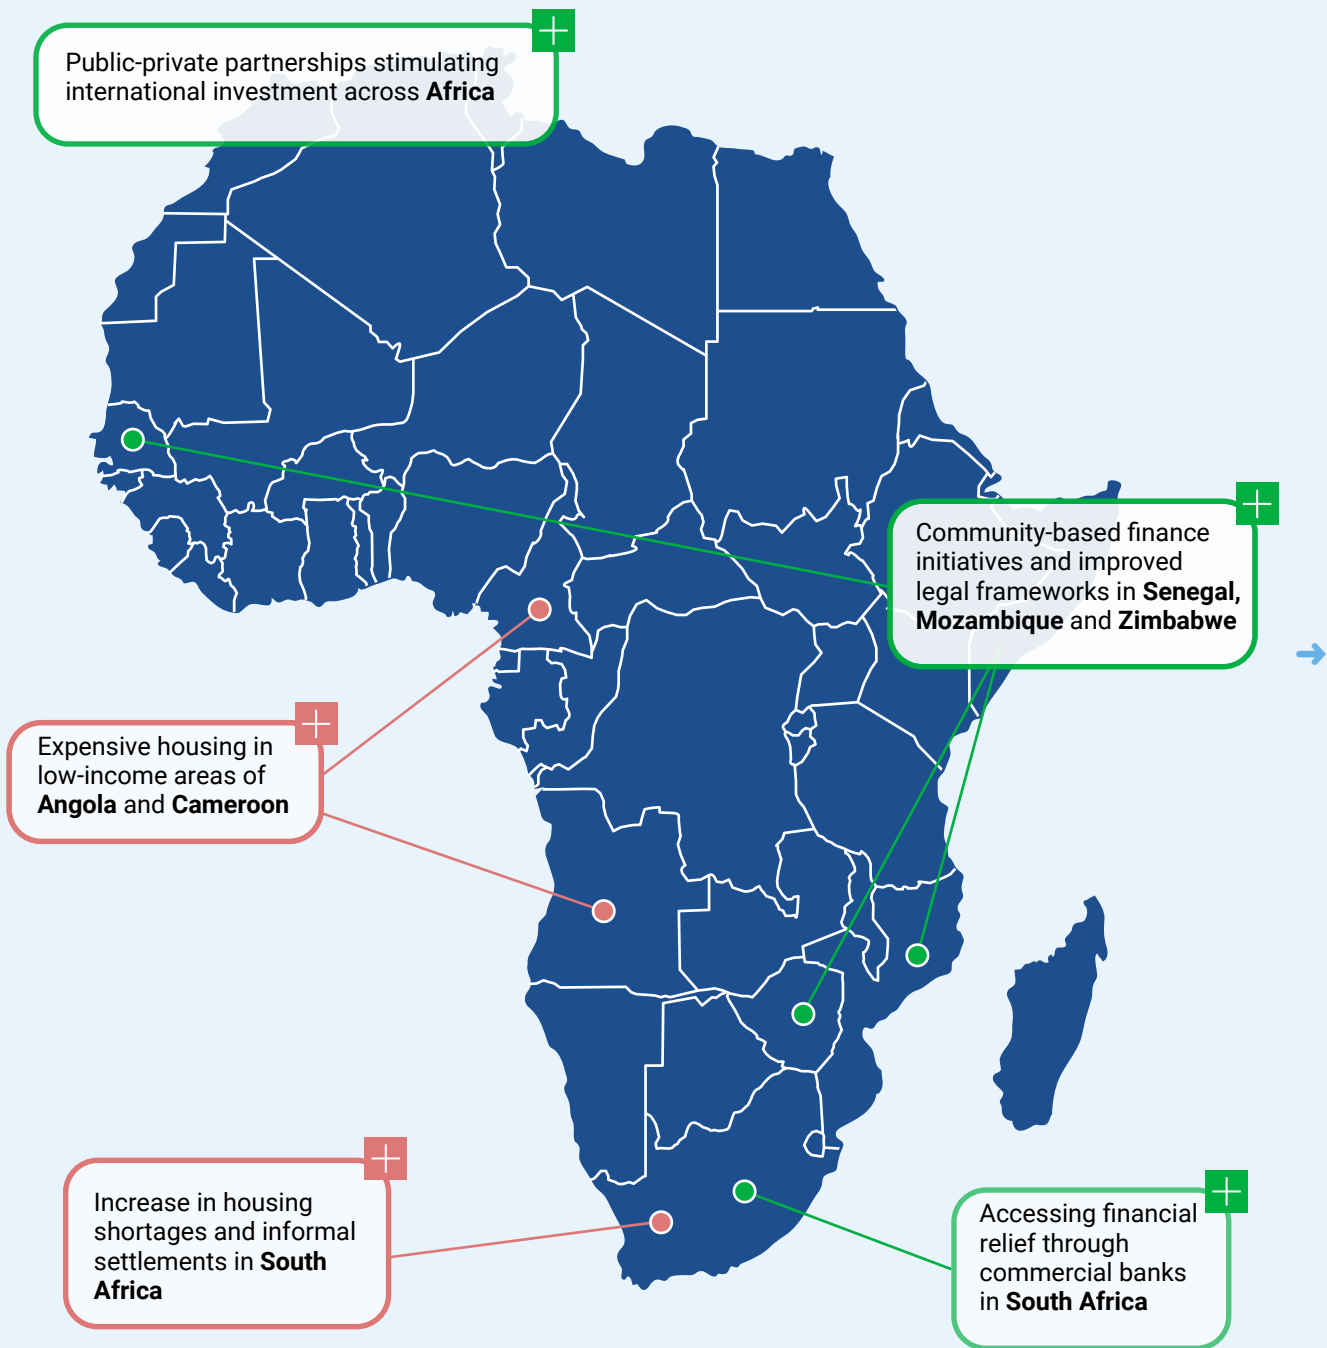 Public-private partnerships stimulating
international investment across Africa
Community-based finance
initiatives and improved
legal frameworks in Senegal,
Mozambique and Zimbabwe
Expensive housing in
low-income areas of
Angola and Cameroon
Increase in housing
shortages and informal
settlements in South
Africa
Accessing financial
relief through
commercial banks
in South Africa